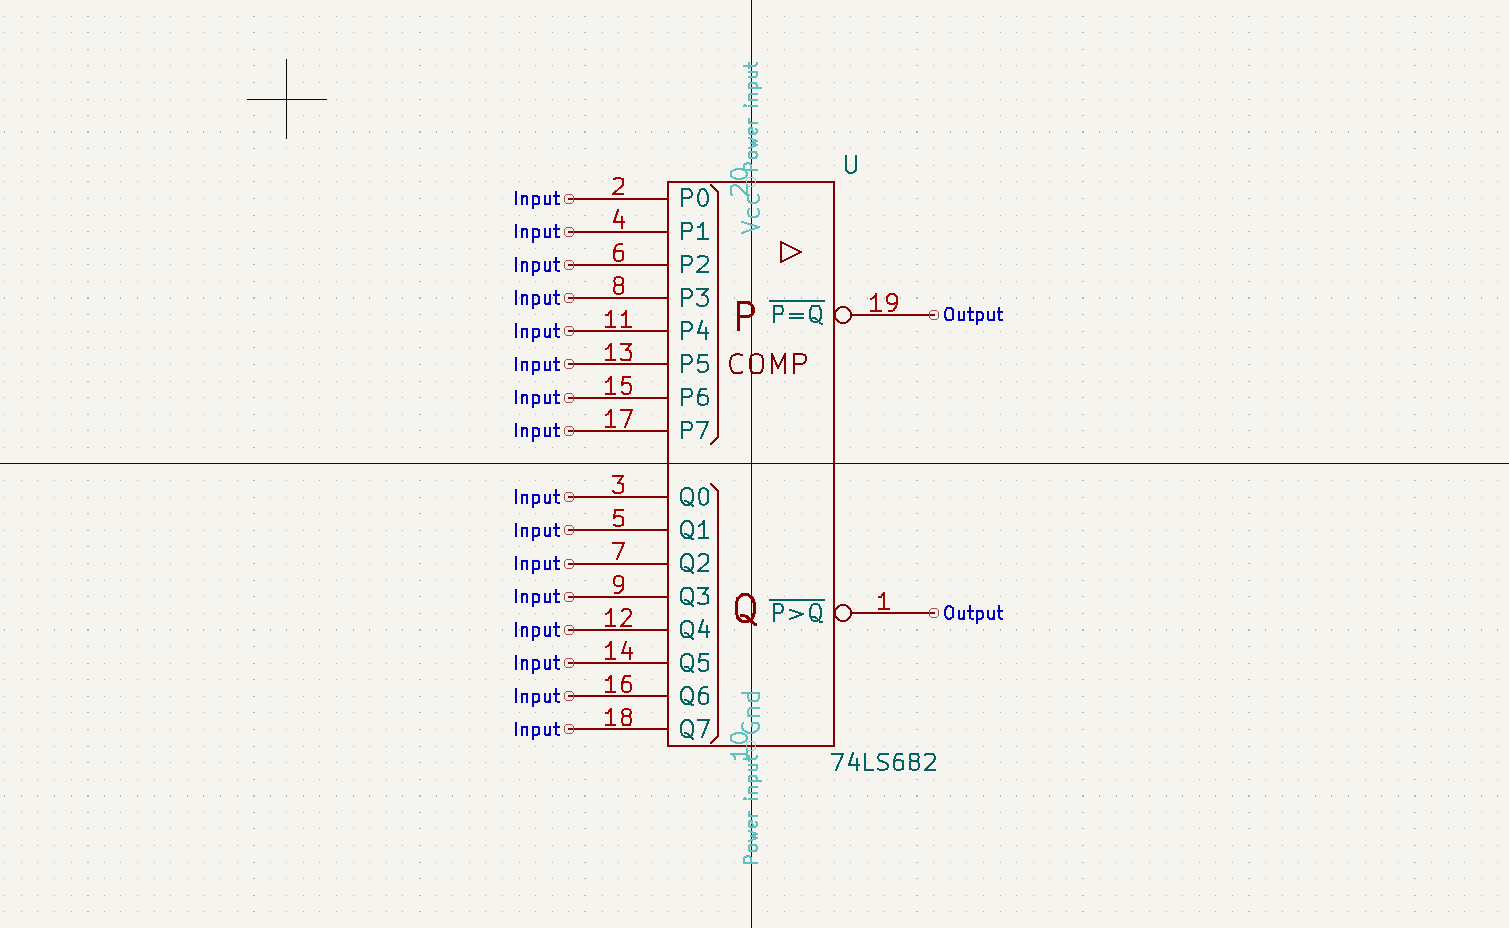 Power input
20
Vcc
U
Input 2 P0
Input 4 P1
Input 6 P2
Input 8 P3
P P=Q 19 Output
Input 11 P4
Input 13 P5
COMP
Input 15 P6
Input 17 P7
Input 3 Q0
Input 5 Q1
Input 7 Q2
Input 9 Q3
Q P>Q 1 Output
Input 12 Q4
Input 14 Q5
Input 16 Q6
Input 18 Q7
Gnd
10
Power input
74LS682